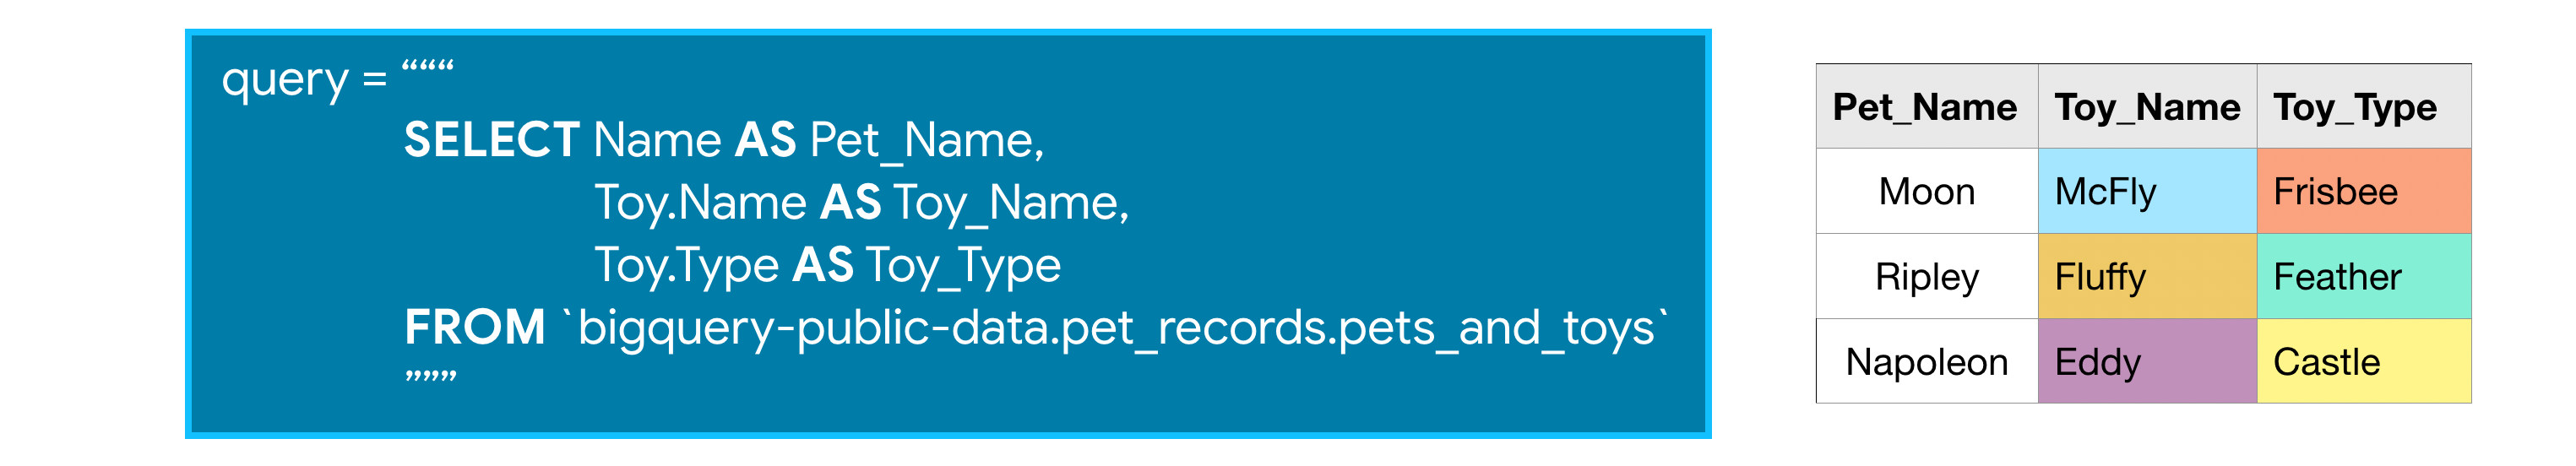 query = “““
SELECT Name AS Pet_Name,
Toy.Name AS Toy_Name,
Toy.Type AS Toy_Type
FROM `bigquery-public-data.pet_records.pets_and_toys`
”””
Pet_Name Toy_Name Toy_Type
Moon McFly Frisbee
Ripley Fluffy Feather
Napoleon Eddy Castle